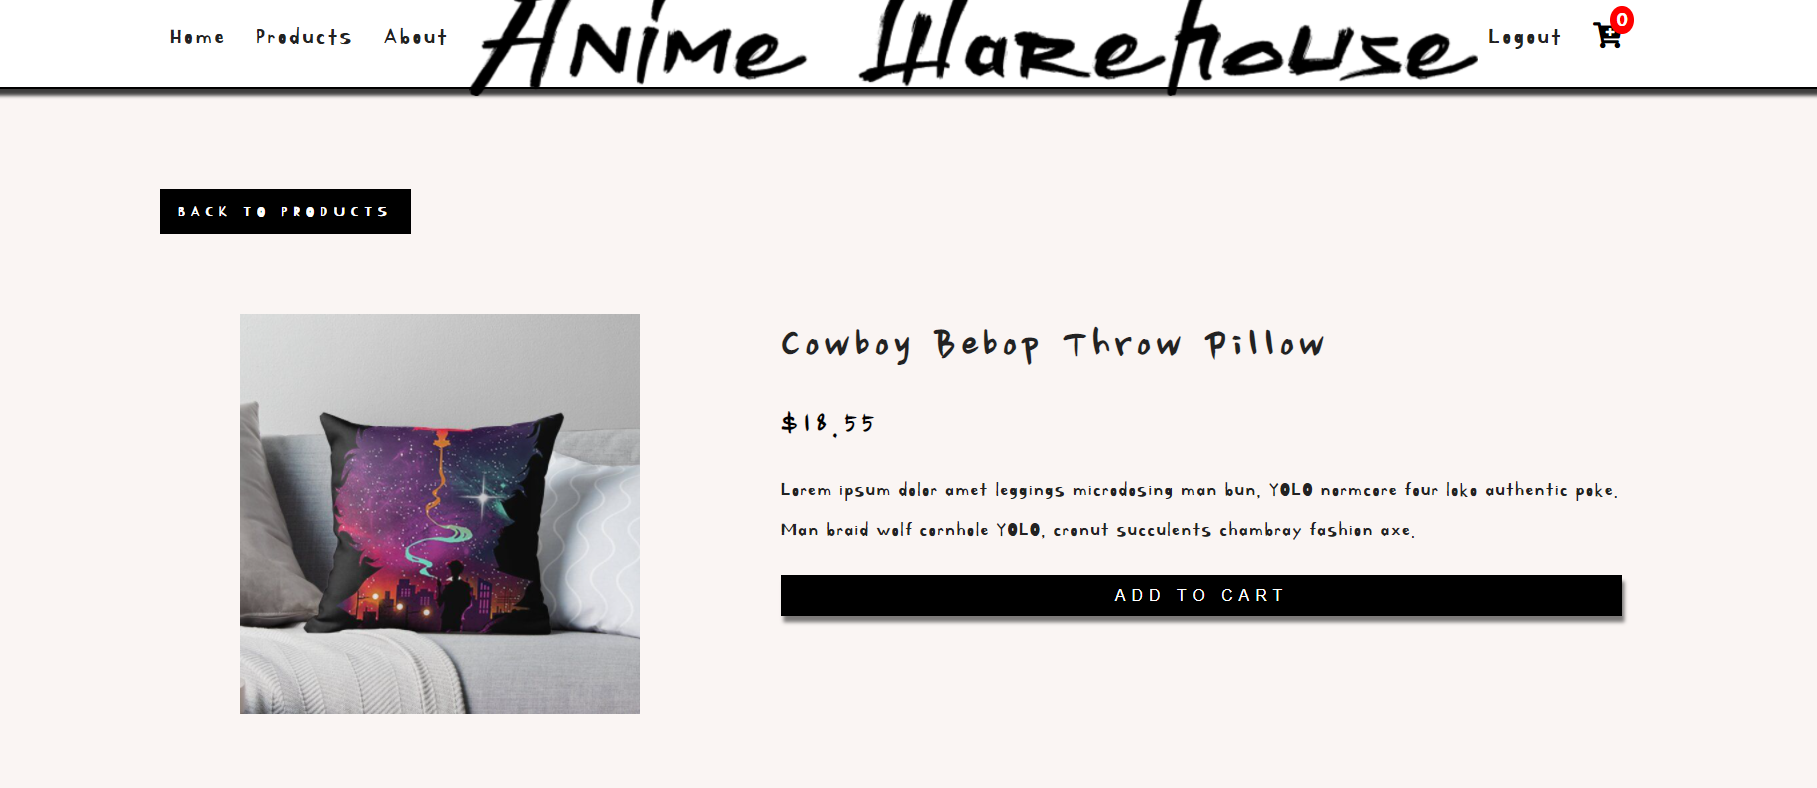 Home Products About Anime Warehouse Logout 0
BACK TO PRODUCTS
Cowboy Bebop Throw Pillow
$18.55
Lorem ipsum dolor amet leggings microdosing man bun, YOLO normcore four loko authentic poke.
Man braid wolf cornhole YOLO, cronut succulents chambray fashion axe.
ADD TO CART